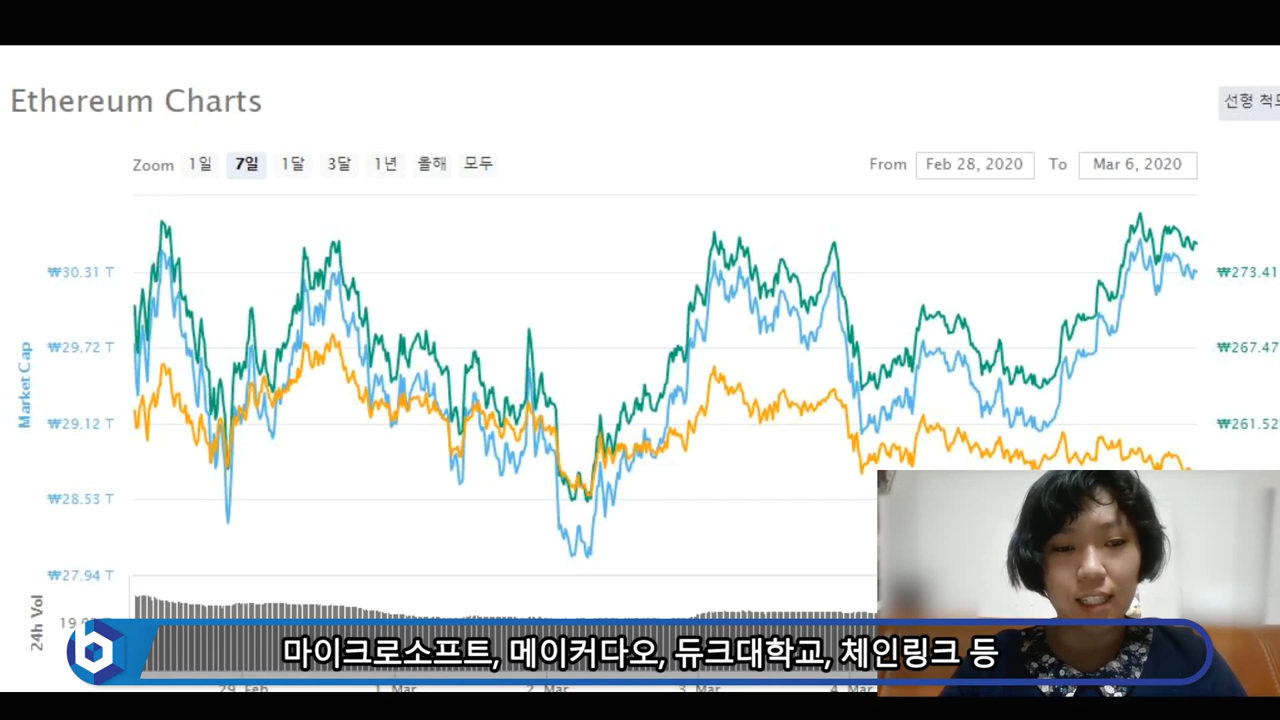 Ethereum Charts
선형 척도
Zoom 1일 7일 1달 3달 1년 올해 모두
From Feb 28, 2020 To Mar 6, 2020
₩30.31 T
₩29.72 T
₩29.12 T
₩28.53 T
₩27.94 T
Market Cap
₩273.41
₩267.47
₩261.52
24h Vol
마이크로소프트, 메이커다오, 듀크대학교, 체인링크 등
29. Feb 1. Mar 2. Mar 3. Mar 4. Mar